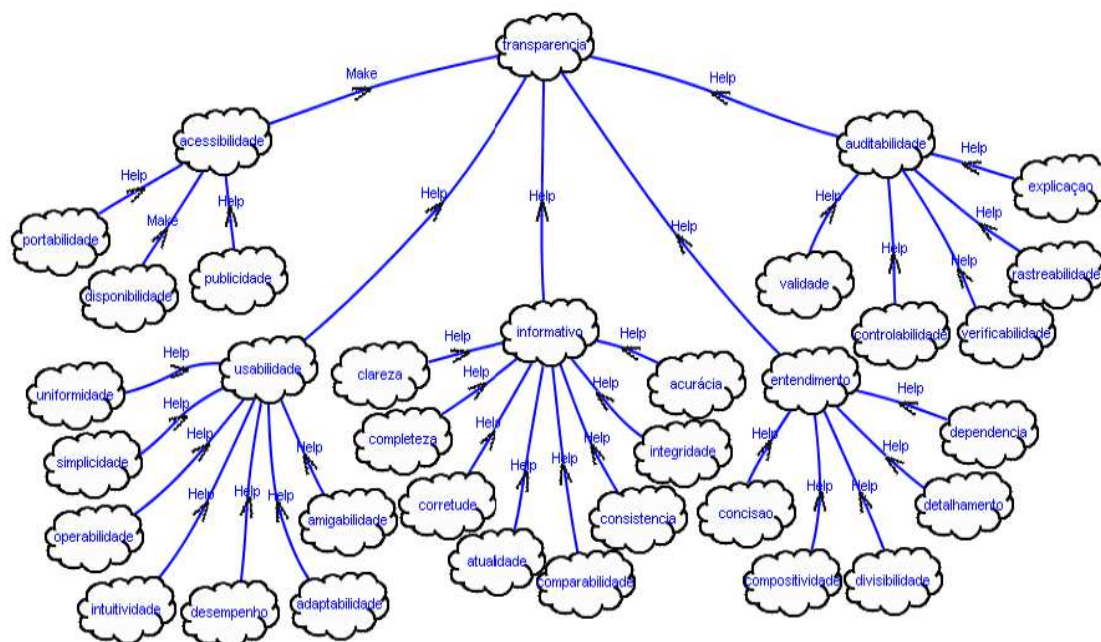 transparencia
Make
Help
acessibilidade
auditabilidade
Help
Help
Make
Help
Help
Help
Help
Help
explicaçao
portabilidade
Help
Help
Help
Help
rastreabilidade
disponibilidade
publicidade
validade
controlabilidade
verificabilidade
usabilidade
informativo
entendimento
Help
Help
Help
uniformidade
clareza
acurácia
Help
Help
Help
Help
simplicidade
completeza
integridade
dependencia
Help
Help
Help
Help
Help
operabilidade
amigabilidade
corretude
consistencia
concisao
detalhamento
Help
Help
Help
Help
Help
Help
Help
Help
intuitividade
desempenho
adaptabilidade
atualidade
comparabilidade
compositividade
divisibilidade